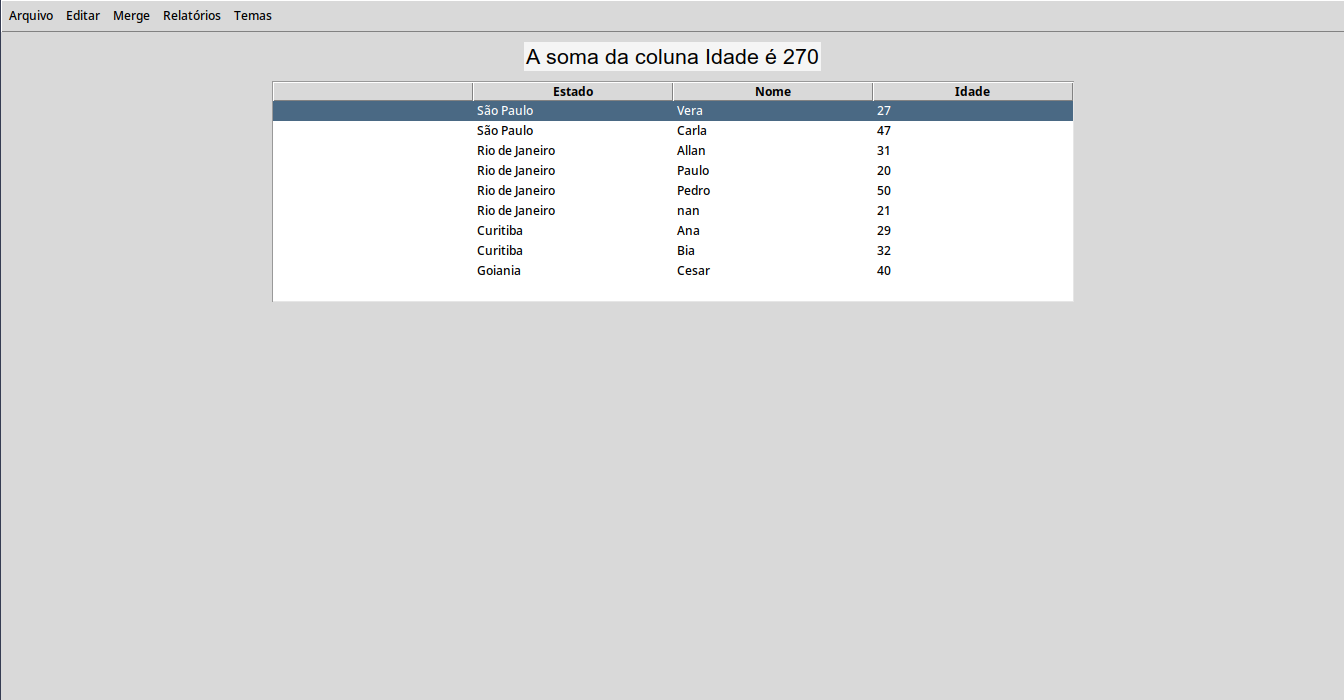 Arquivo Editar Merge Relatórios Temas
A soma da coluna Idade é 270
Estado Nome Idade
São Paulo Vera 27
São Paulo Carla 47
Rio de Janeiro Allan 31
Rio de Janeiro Paulo 20
Rio de Janeiro Pedro 50
Rio de Janeiro nan 21
Curitiba Ana 29
Curitiba Bia 32
Goiania Cesar 40